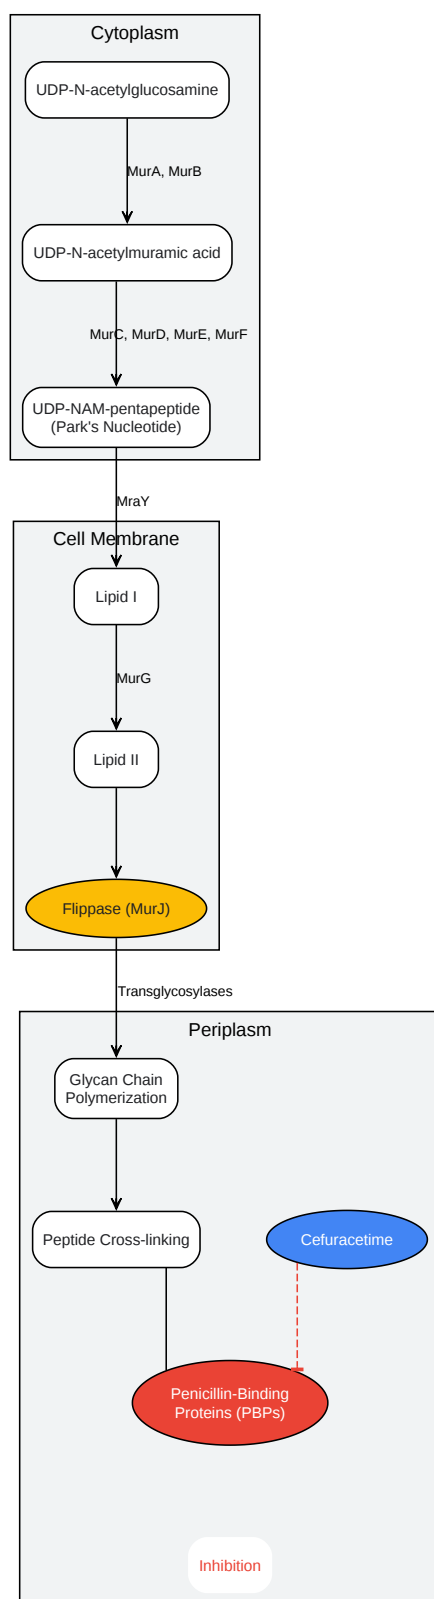 Cytoplasm
UDP-N-acetylglucosamine
MurA, MurB
UDP-N-acetylmuramic acid
MurC, MurD, MurE, MurF
UDP-NAM-pentapeptide
(Park's Nucleotide)
MraY
Cell Membrane
Lipid I
MurG
Lipid II
Flippase (MurJ)
Transglycosylases
Periplasm
Glycan Chain
Polymerization
Peptide Cross-linking
Cefuracetime
Penicillin-Binding
Proteins (PBPs)
Inhibition